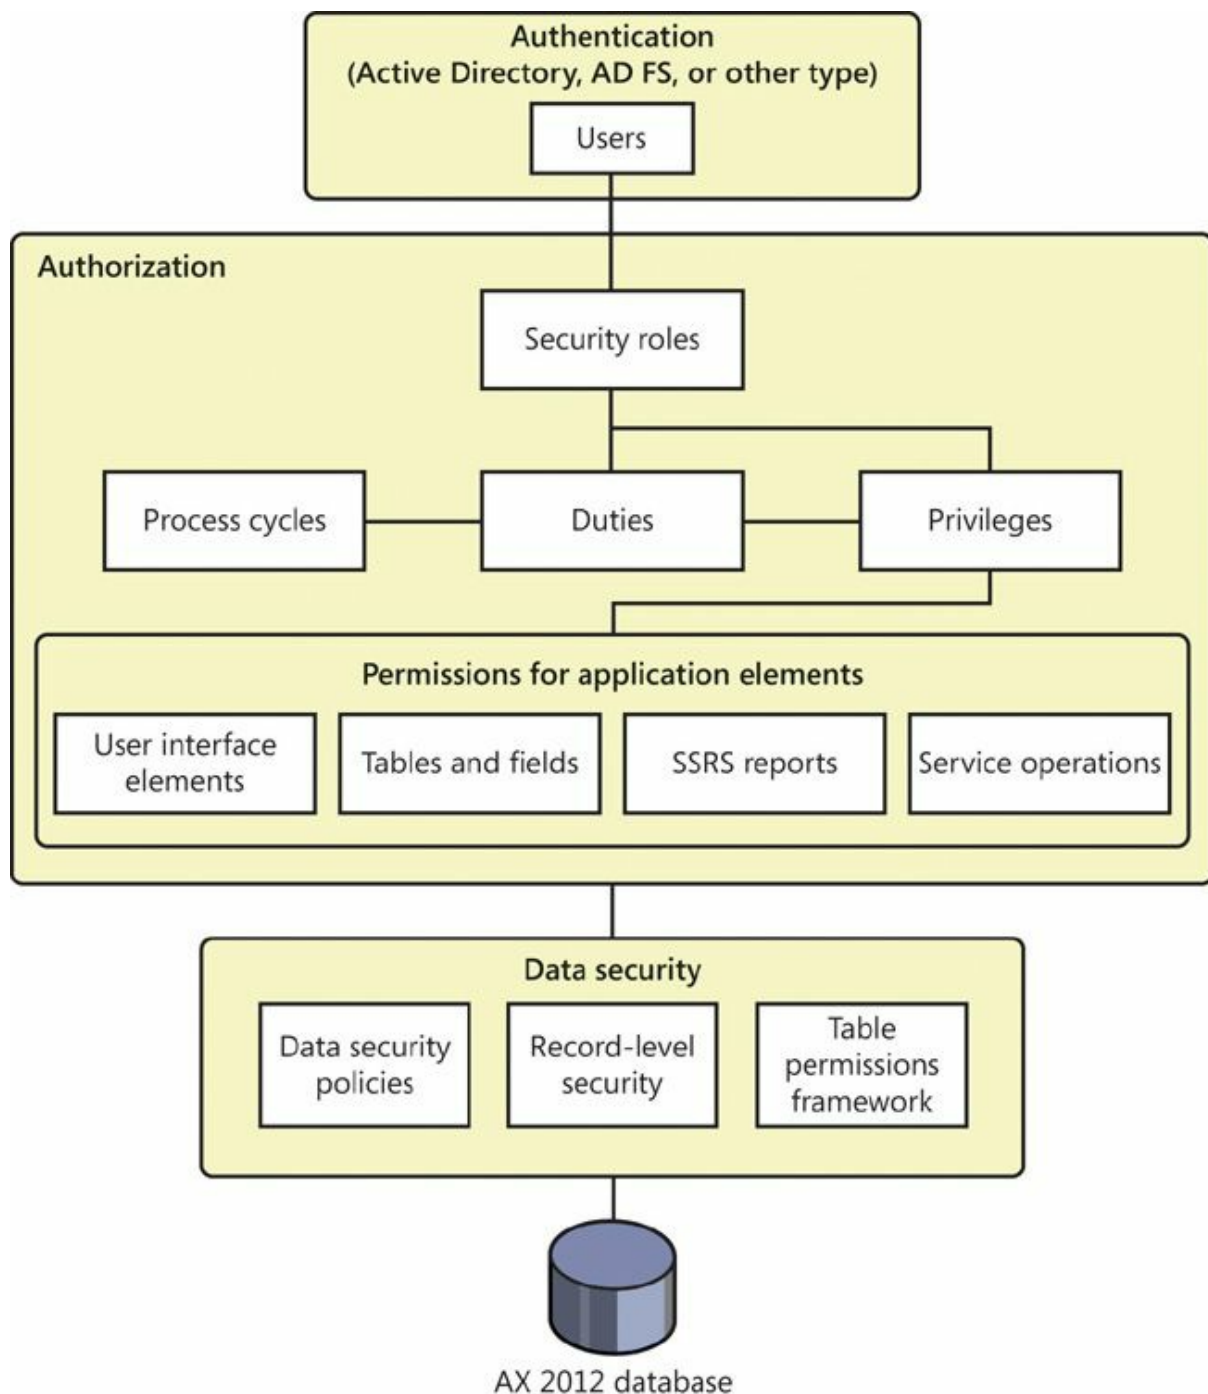 Authentication
(Active Directory, AD FS, or other type)
Users
Authorization
Security roles
Process cycles
Duties
Privileges
Permissions for application elements
User interface
elements
Tables and fields
SSRS reports
Service operations
Data security
Data security
policies
Record-level
security
Table
permissions
framework
AX 2012 database